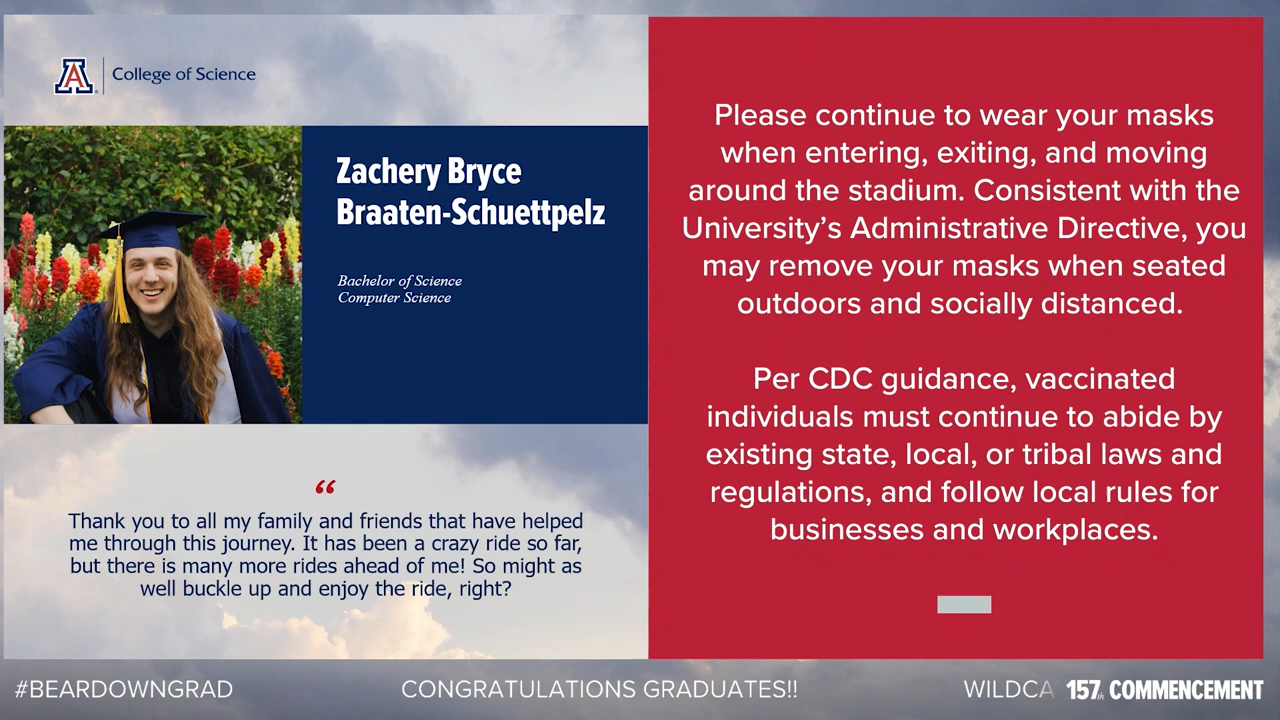 A
College of Science
Zachery Bryce
Braaten-Schuettpelz
Bachelor of Science
Computer Science
“
Thank you to all my family and friends that have helped
me through this journey. It has been a crazy ride so far,
but there is many more rides ahead of me! So might as
well buckle up and enjoy the ride, right?
Please continue to wear your masks
when entering, exiting, and moving
around the stadium. Consistent with the
University’s Administrative Directive, you
may remove your masks when seated
outdoors and socially distanced.
Per CDC guidance, vaccinated
individuals must continue to abide by
existing state, local, or tribal laws and
regulations, and follow local rules for
businesses and workplaces.
#BEARDOWNGRAD CONGRATULATIONS GRADUATES!! WILDCA 157th COMMENCEMENT